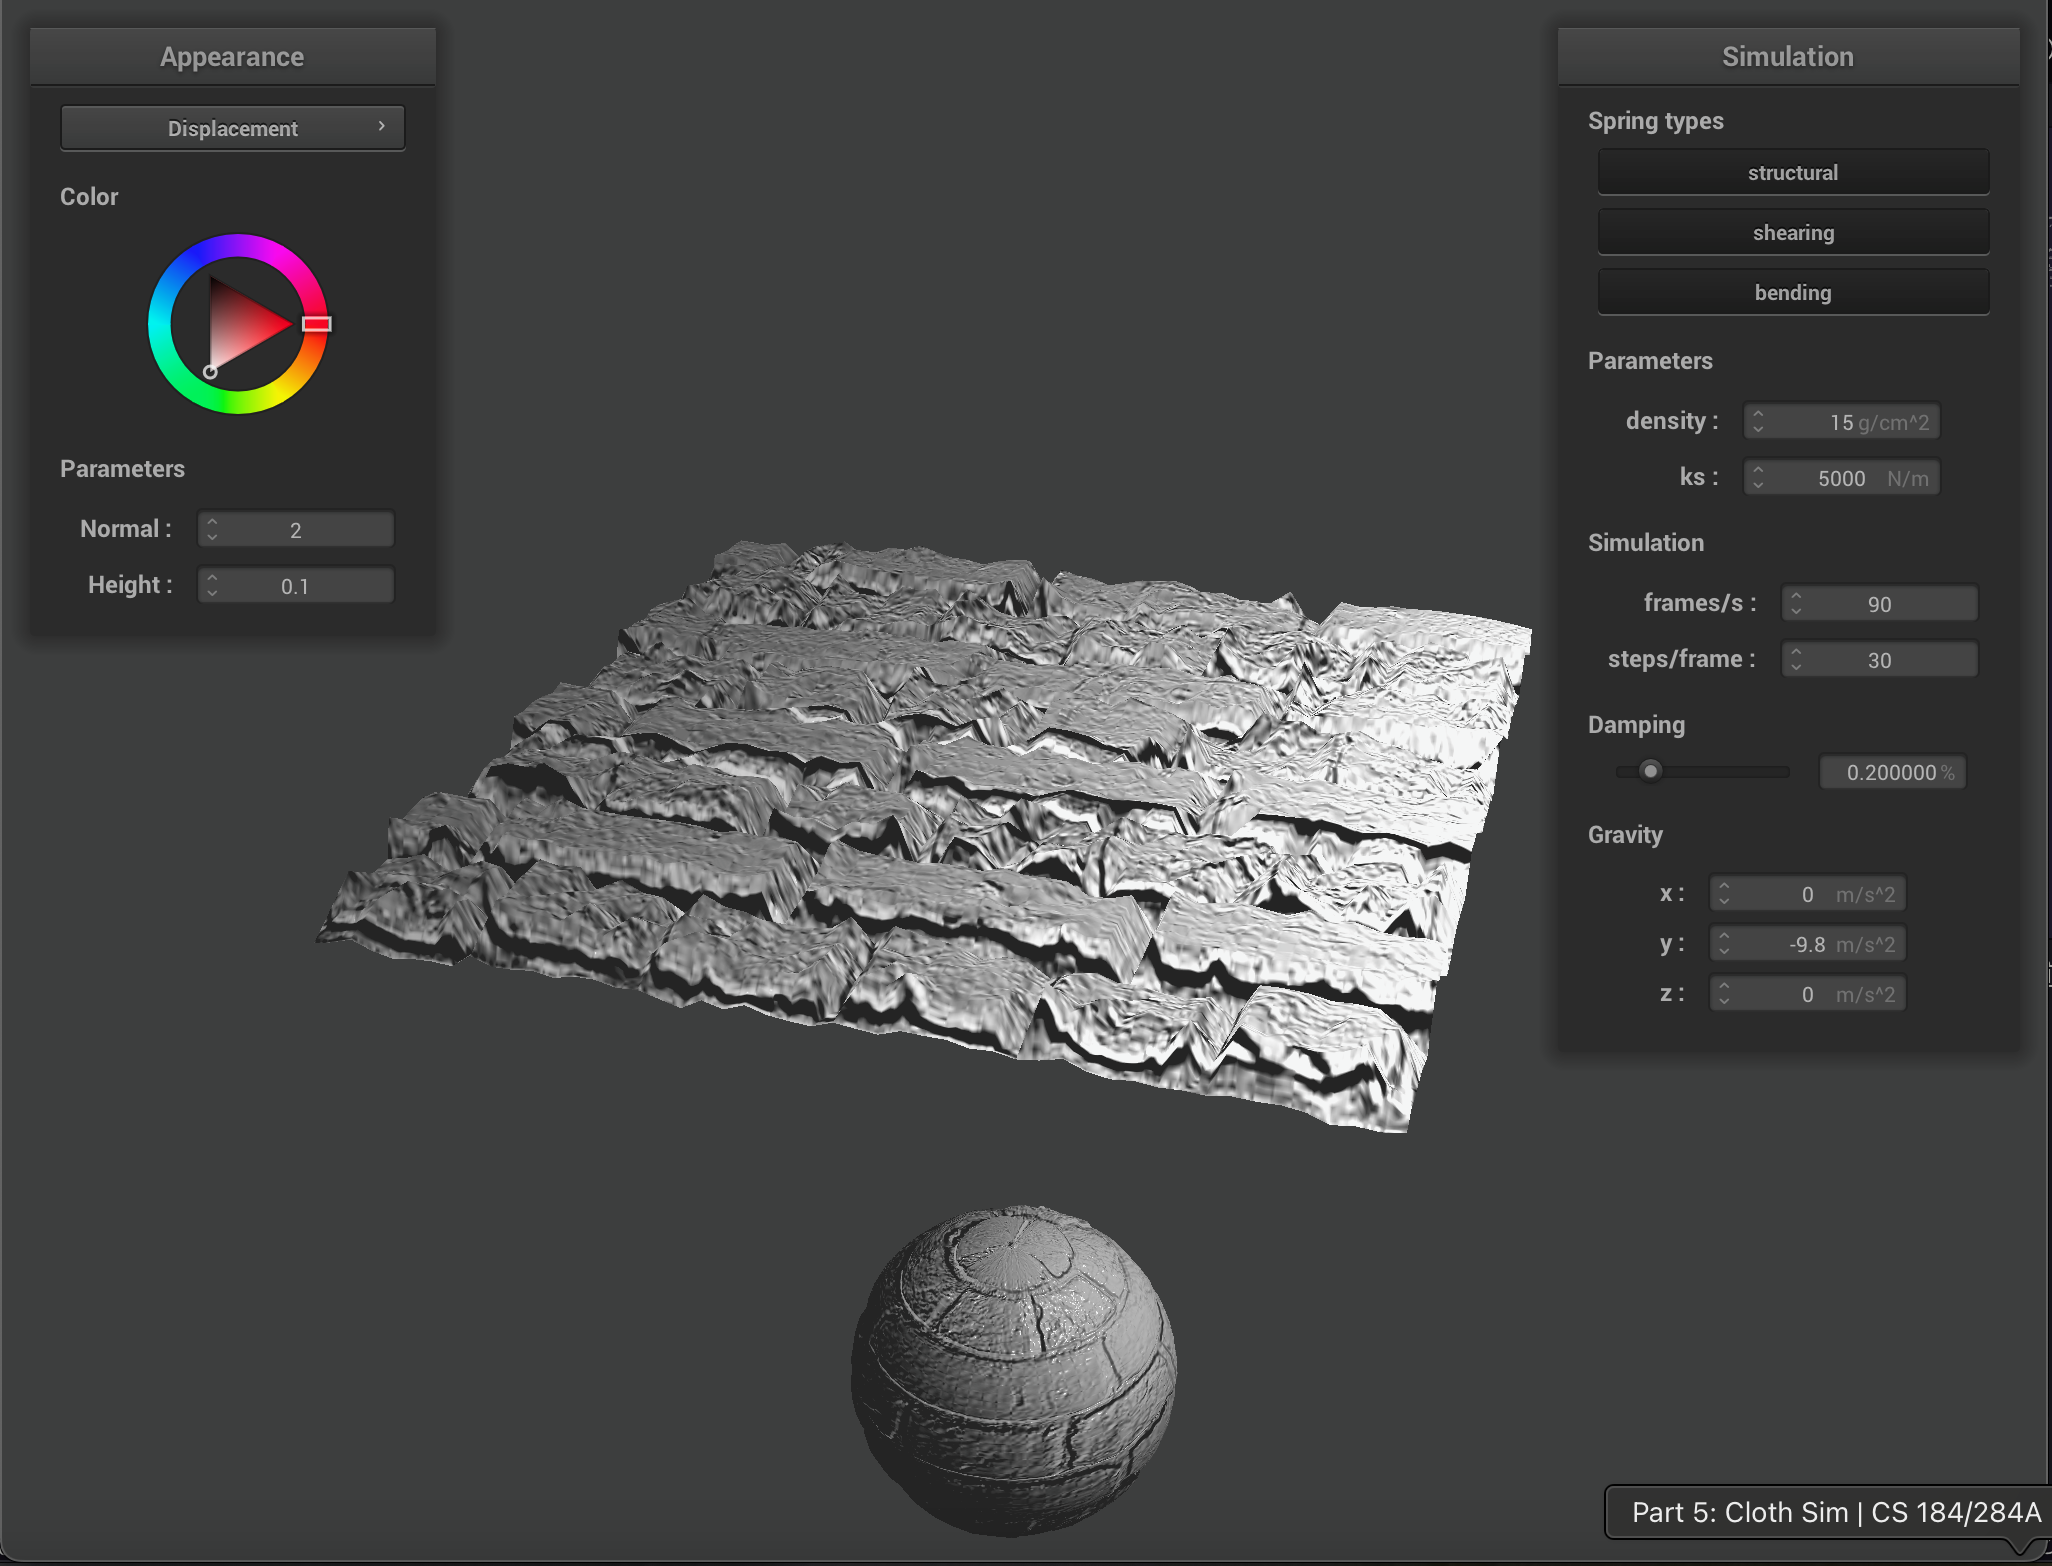 Appearance
Displacement
Color
Parameters
Normal : 2
Height : 0.1
Simulation
Spring types
structural
shearing
bending
Parameters
density : 15 g/cm^2
ks : 5000 N/m
Simulation
frames/s : 90
steps/frame : 30
Damping
0.200000 %
Gravity
x : 0 m/s^2
y : -9.8 m/s^2
z : 0 m/s^2
Part 5: Cloth Sim | CS 184/284A